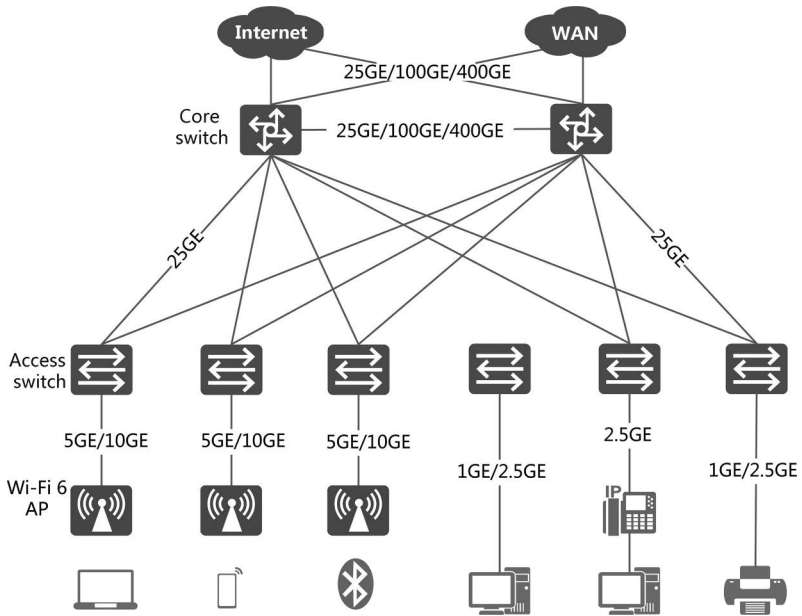 Internet
WAN
25GE/100GE/400GE
Core
switch
25GE/100GE/400GE
25GE
25GE
Access
switch
5GE/10GE
5GE/10GE
5GE/10GE
2.5GE
1GE/2.5GE
1GE/2.5GE
Wi-Fi 6
AP
IP